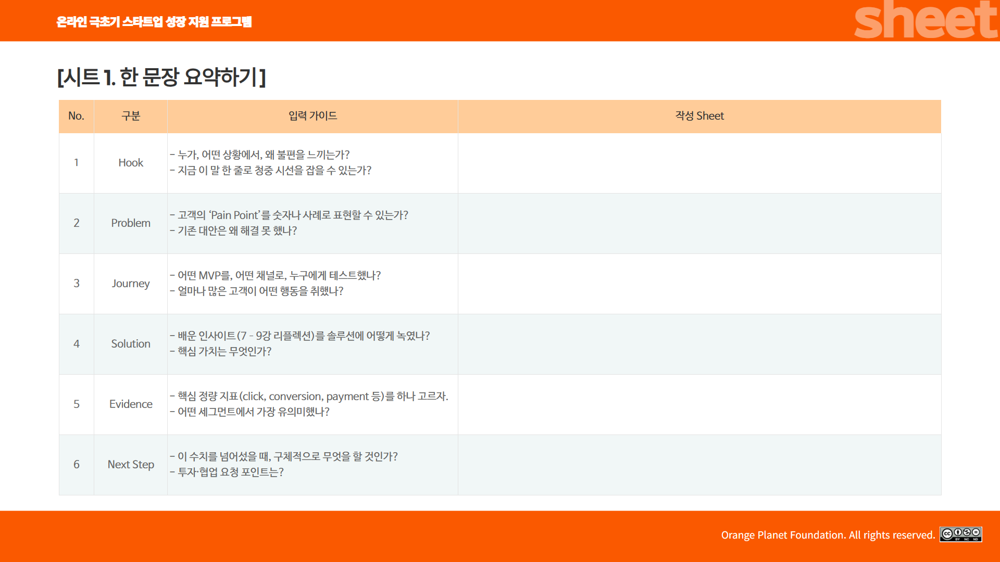 온라인 극초기 스타트업 성장 지원 프로그램
sheet
[시트 1. 한 문장 요약하기]
No. 구분 입력 가이드 작성 Sheet
1 Hook
- 누가, 어떤 상황에서, 왜 불편을 느끼는가?
- 지금 이 말 한 줄로 청중 시선을 잡을 수 있는가?
2 Problem
- 고객의 ‘Pain Point’를 숫자나 사례로 표현할 수 있는가?
- 기존 대안은 왜 해결 못 했나?
3 Journey
- 어떤 MVP를, 어떤 채널로, 누구에게 테스트했나?
- 얼마나 많은 고객이 어떤 행동을 취했나?
4 Solution
- 배운 인사이트(7 - 9강 리플렉션)를 솔루션에 어떻게 녹였나?
- 핵심 가치는 무엇인가?
5 Evidence
- 핵심 정량 지표(click, conversion, payment 등)를 하나 고르자.
- 어떤 세그먼트에서 가장 유의미했나?
6 Next Step
- 이 수치를 넘어섰을 때, 구체적으로 무엇을 할 것인가?
- 투자·협업 요청 포인트는?
Orange Planet Foundation. All rights reserved.
cc BY NC ND